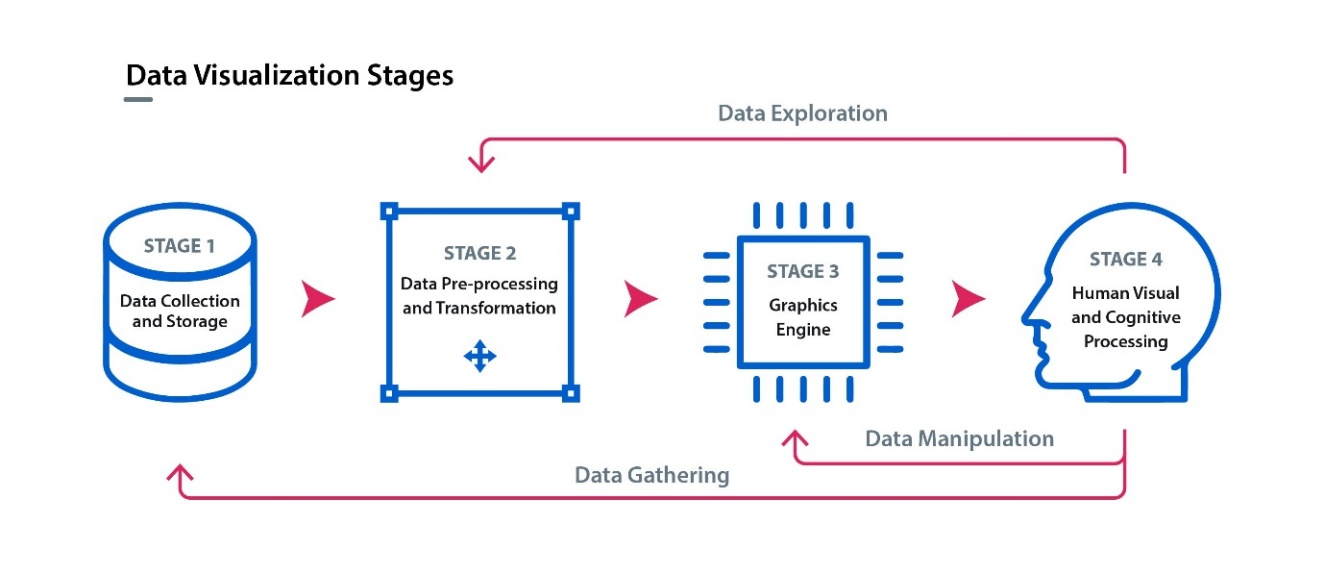 Data Visualization Stages
Data Exploration
STAGE 1
Data Collection
and Storage
STAGE 2
Data Pre-processing
and Transformation
STAGE 3
Graphics
Engine
STAGE 4
Human Visual
and Cognitive
Processing
Data Manipulation
Data Gathering